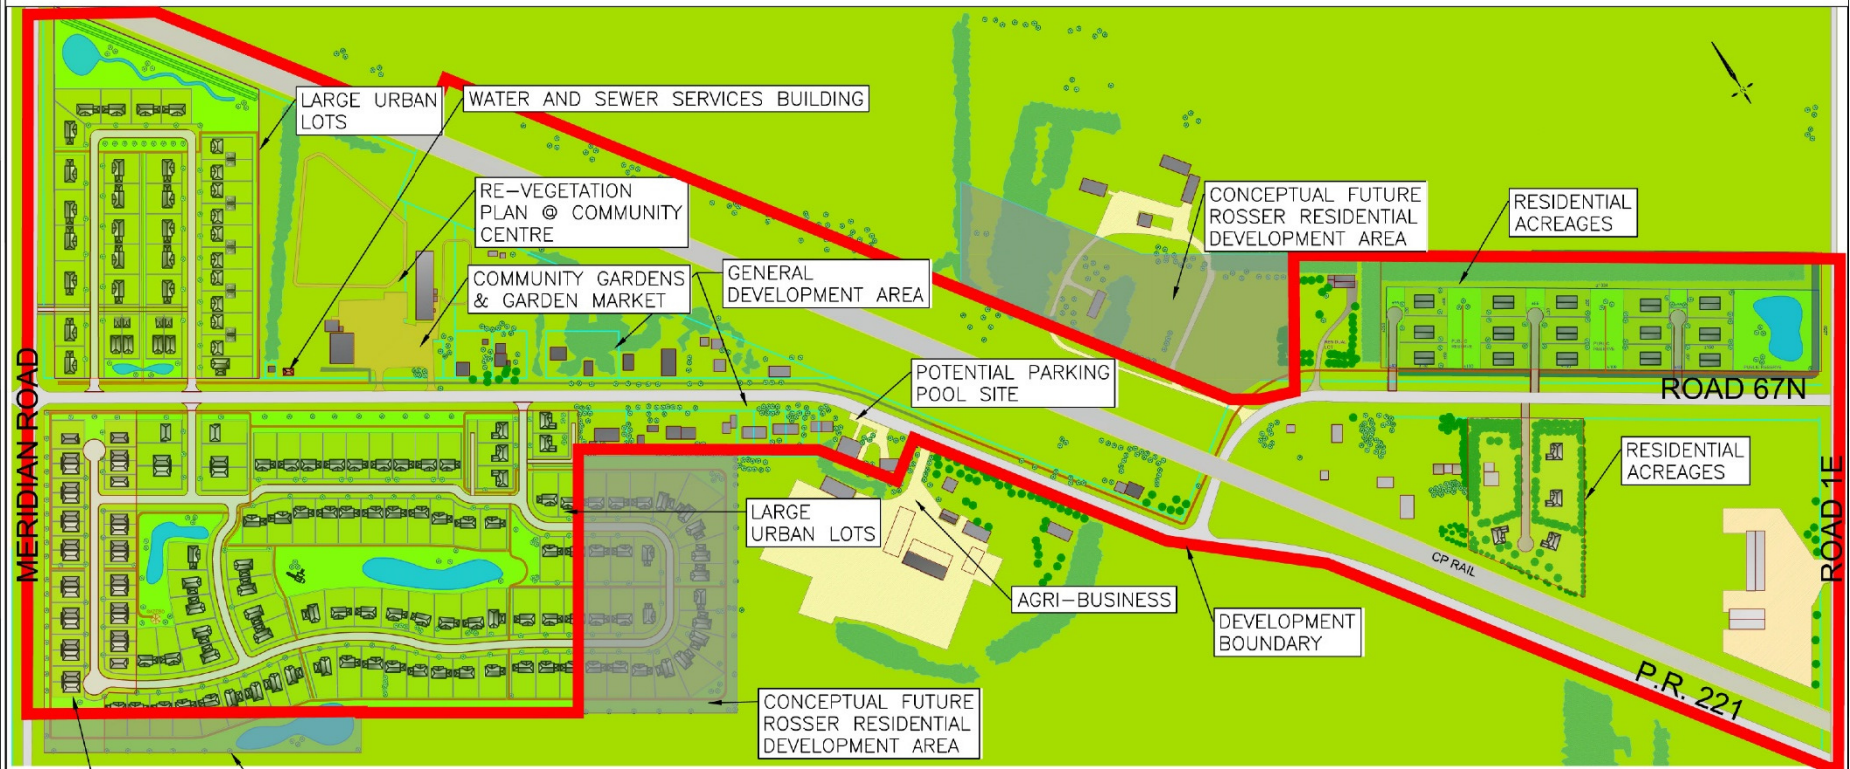 LARGE URBAN
LOTS
WATER AND SEWER SERVICES BUILDING
RE-VEGETATION
PLAN @ COMMUNITY
CENTRE
CONCEPTUAL FUTURE
ROSSER RESIDENTIAL
DEVELOPMENT AREA
RESIDENTIAL
ACREAGES
COMMUNITY GARDENS
& GARDEN MARKET
GENERAL
DEVELOPMENT AREA
POTENTIAL PARKING
POOL SITE
ROAD 67N
MERIDIAN ROAD
RESIDENTIAL
ACREAGES
ROAD 1E
LARGE
URBAN LOTS
CP RAIL
AGRI-BUSINESS
DEVELOPMENT
BOUNDARY
P.R. 221
CONCEPTUAL FUTURE
ROSSER RESIDENTIAL
DEVELOPMENT AREA